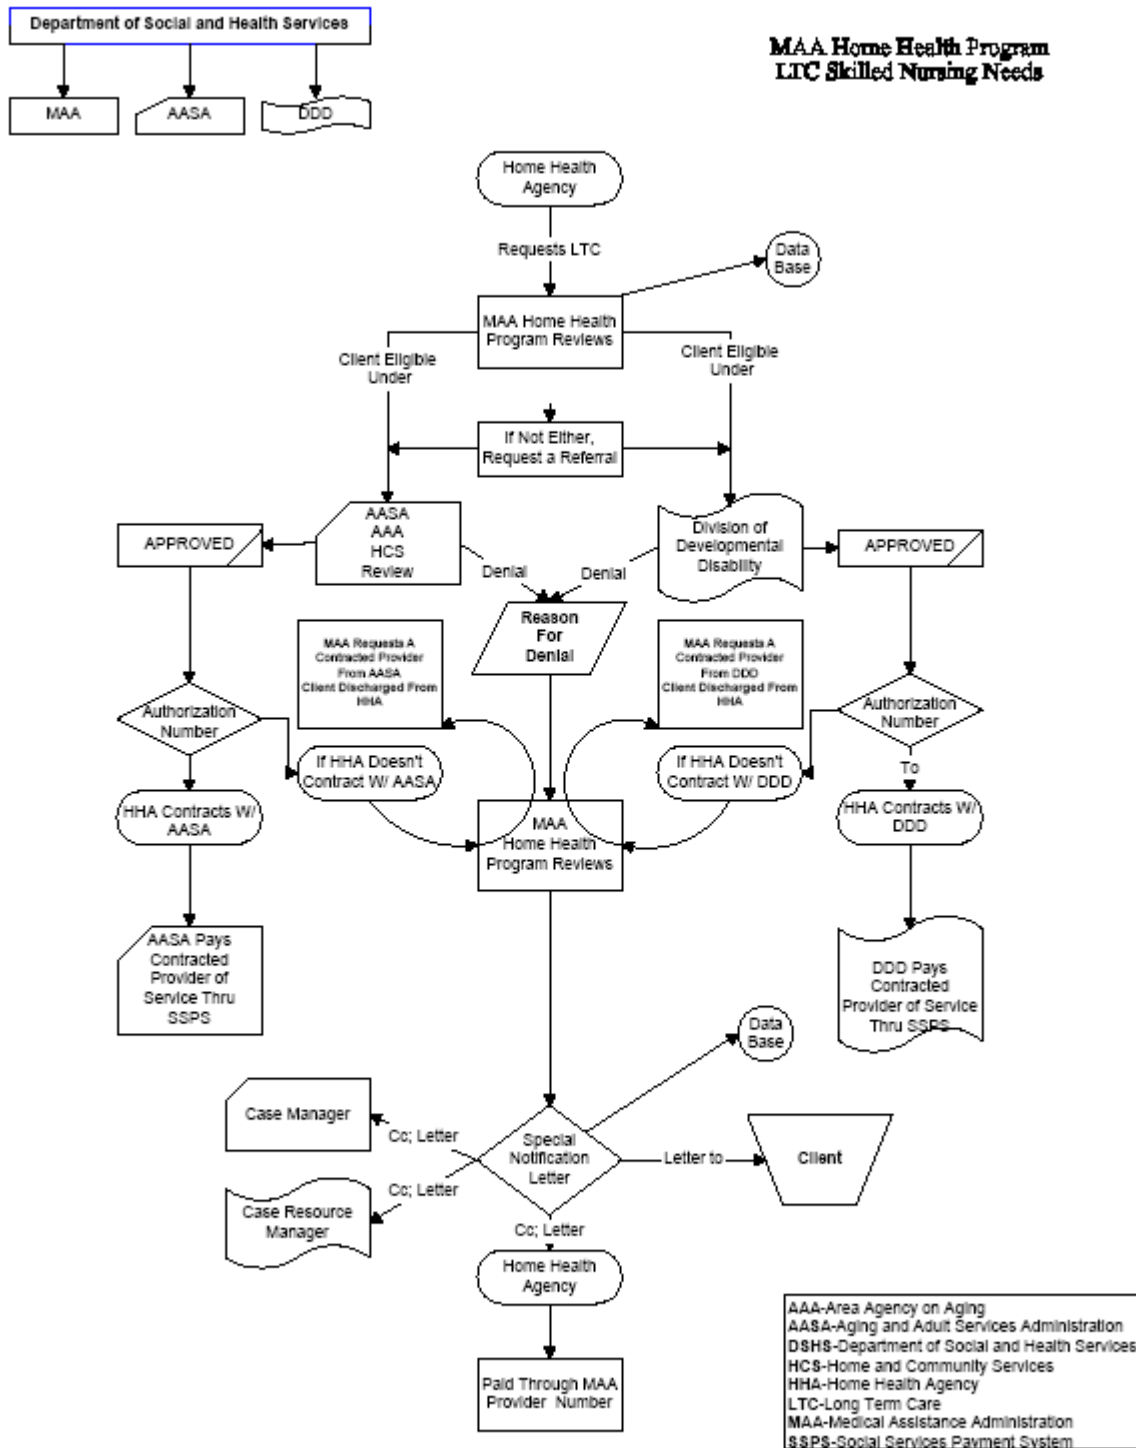 Department of Social and Health Services
MAA Home Health Program
LTC Skilled Nursing Needs
MAA
AASA
DDD
Home Health
Agency
Requests LTC
Data
Base
MAA Home Health
Program Reviews
Client Eligible
Under
Client Eligible
Under
If Not Either,
Request a Referral
AASA
AAA
HCS
Review
Division of
Developmental
Disability
APPROVED
APPROVED
Denial
Denial
Reason
For
Denial
MAA Requests A
Contracted Provider
From AASA
Client Discharged From
HHA
MAA Requests A
Contracted Provider
From DDD
Client Discharged From
HHA
Authorization
Number
Authorization
Number
If HHA Doesn't
Contract W/ AASA
If HHA Doesn't
Contract W/ DDD
To
HHA Contracts W/
AASA
MAA
Home Health
Program Reviews
HHA Contracts W/
DDD
AASA Pays
Contracted
Provider of
Service Thru
SSPS
DDD Pays
Contracted
Provider of Service
Thru SSPS
Data
Base
Case Manager
Cc; Letter
Special
Notification
Letter
Letter to
Client
Cc; Letter
Case Resource
Manager
Cc; Letter
Home Health
Agency
Paid Through MAA
Provider Number
AAA-Area Agency on Aging
AASA-Aging and Adult Services Administration
DSHS-Department of Social and Health Services
HCS-Home and Community Services
HHA-Home Health Agency
LTC-Long Term Care
MAA-Medical Assistance Administration
SSPS-Social Services Payment System